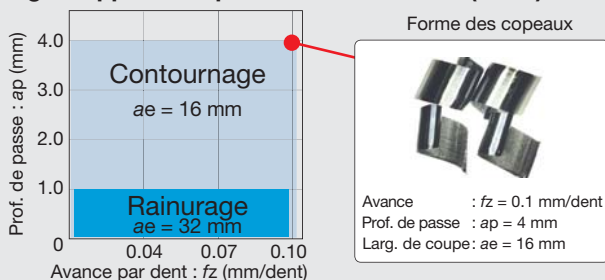 Forme des copeaux
Prof. de passe : ap (mm)
4.0
3.0
2.0
1.0
0
Contournage
ae = 16 mm
Rainurage
ae = 32 mm
0.04 0.07 0.10
Avance par dent : fz (mm/dent)
Avance : fz = 0.1 mm/dent
Prof. de passe : ap = 4 mm
Larg. de coupe: ae = 16 mm